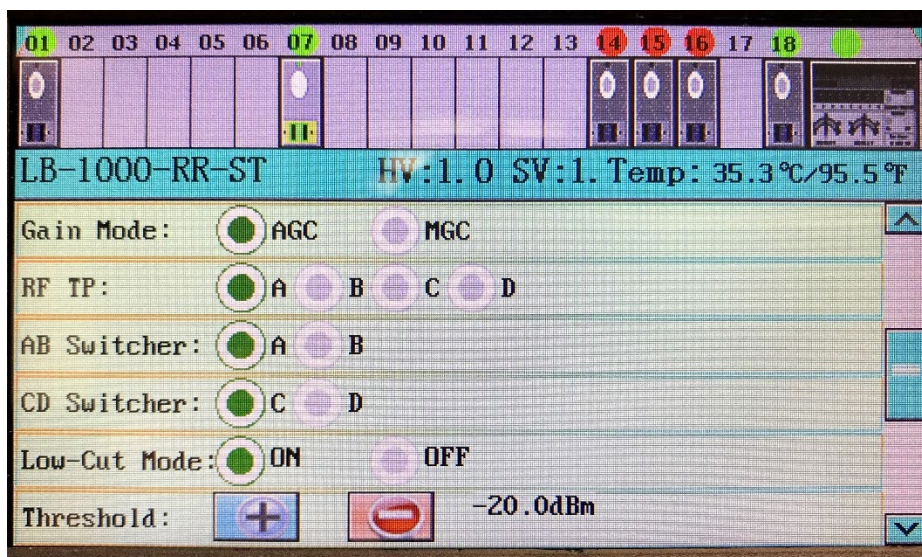 01 02 03 04 05 06 07 08 09 10 11 12 13 14 15 16 17 18
LB-1000-RR-ST HV:1.0 SV:1. Temp: 35.3℃/95.5℉
Gain Mode: AGC MGC
RF TP: A B C D
AB Switcher: A B
CD Switcher: C D
Low-Cut Mode: ON OFF
Threshold: -20.0dBm